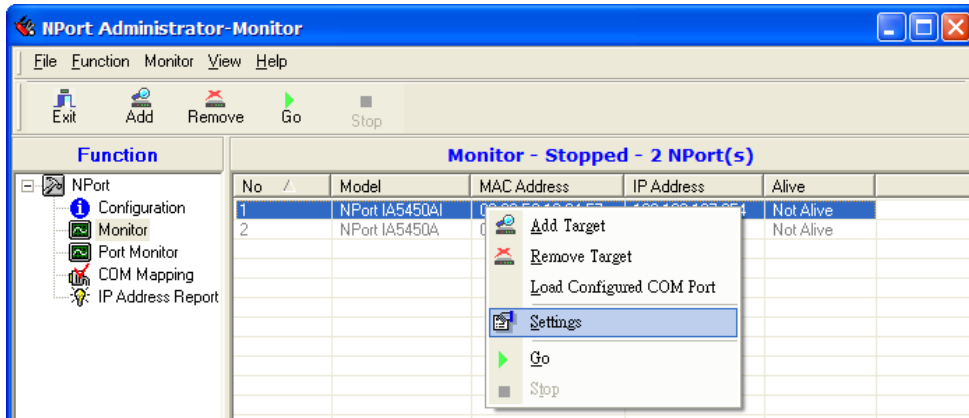 NPort Administrator-Monitor
File Function Monitor View Help
Exit Add Remove Go Stop
Function
Monitor - Stopped - 2 NPort(s)
NPort
Configuration
Monitor
Port Monitor
COM Mapping
IP Address Report
No Model MAC Address IP Address Alive
1 NPort IA5450AI Not Alive
2 NPort IA5450A Not Alive
Add Target
Remove Target
Load Configured COM Port
Settings
Go
Stop